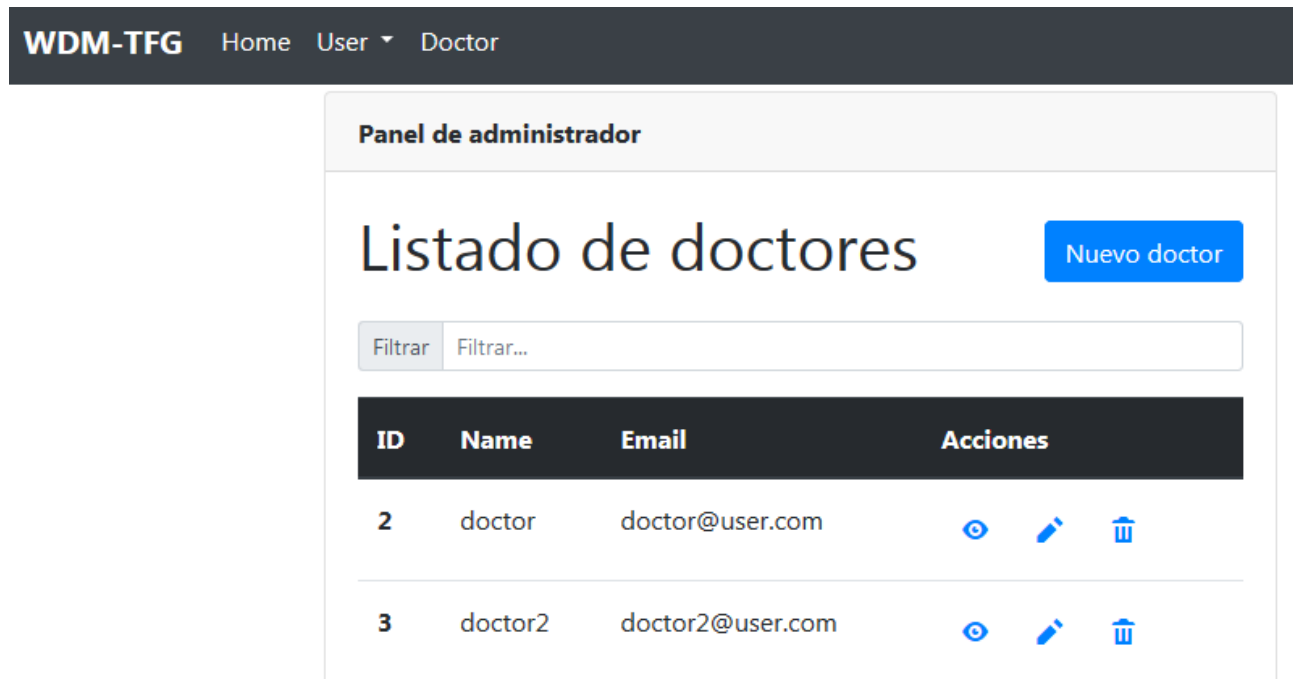 WDM-TFG Home User Doctor
Panel de administrador
Listado de doctores Nuevo doctor
Filtrar Filtrar...
ID Name Email Acciones
2 doctor doctor@user.com
3 doctor2 doctor2@user.com